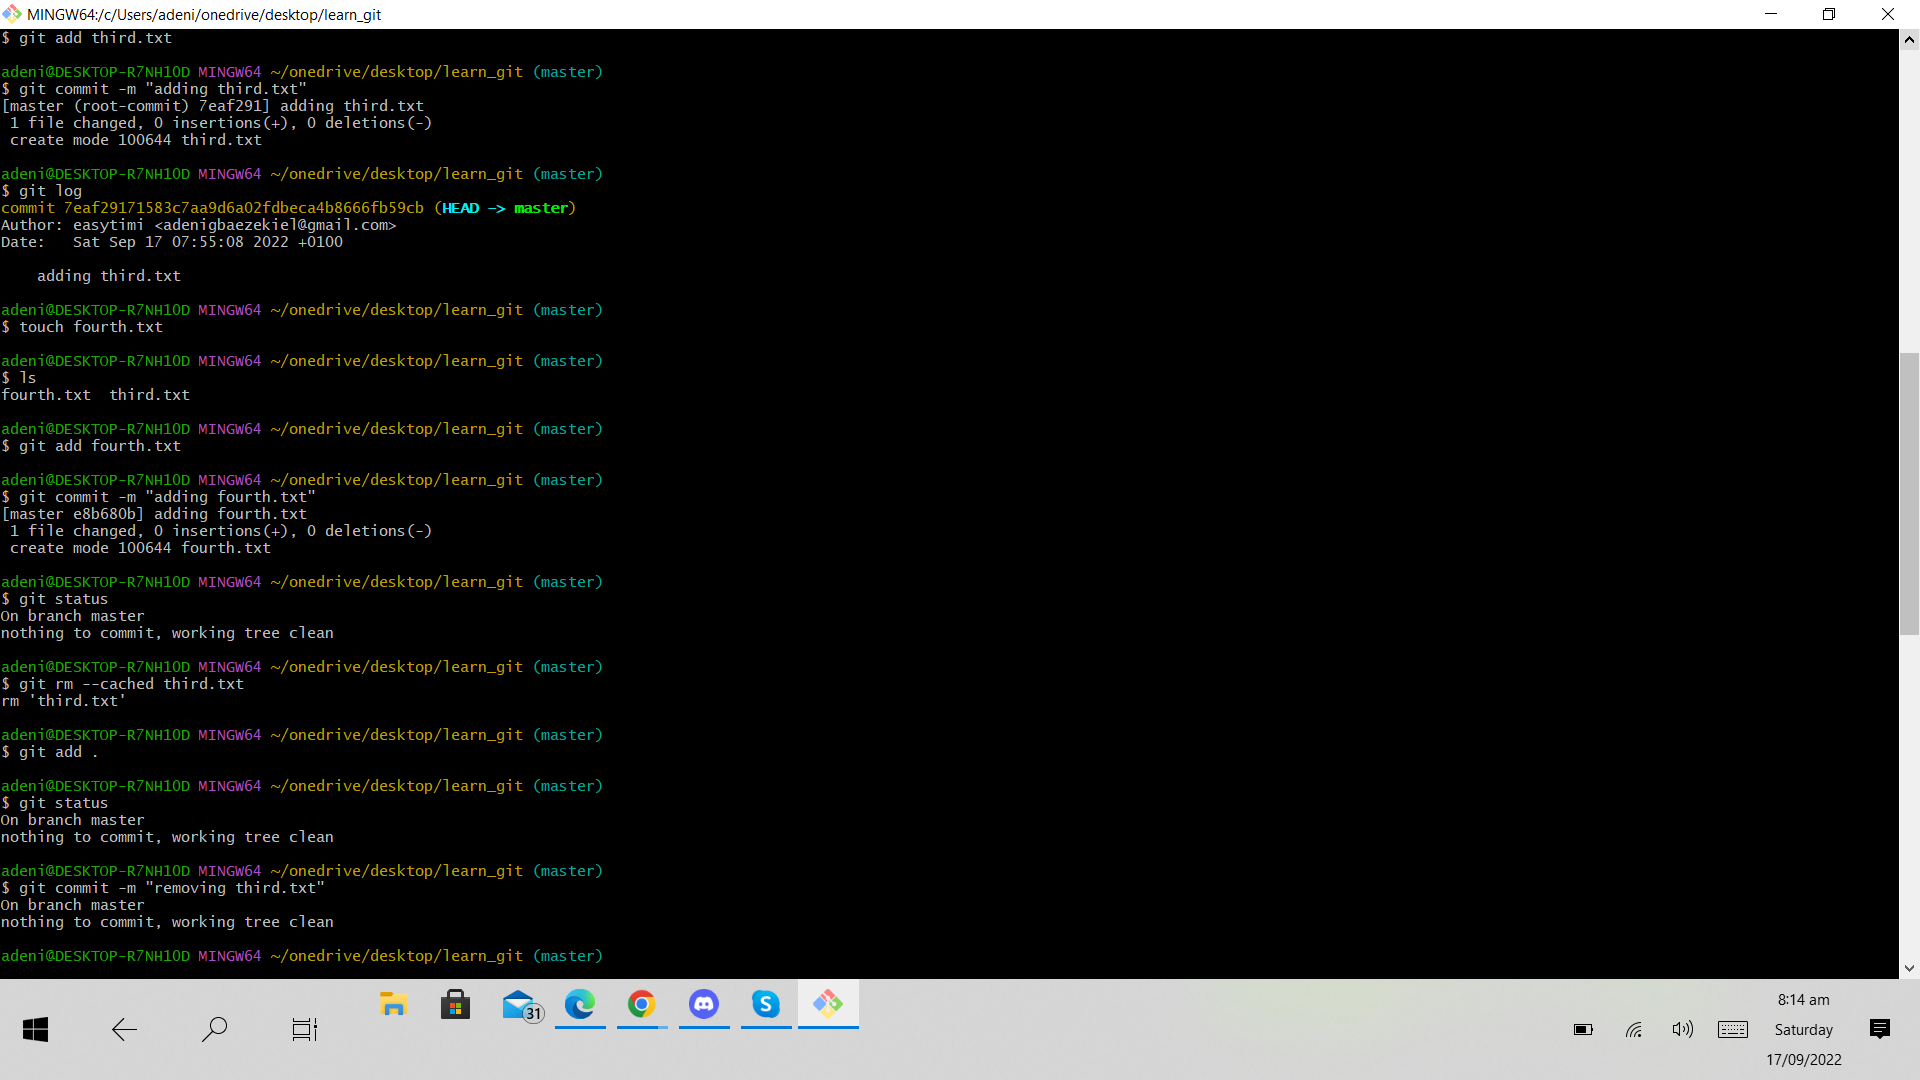 MINGW64:/c/Users/adeni/onedrive/desktop/learn_git
$ git add third.txt
adeni@DESKTOP-R7NH1OD MINGW64 ~/onedrive/desktop/learn_git (master)
$ git commit -m "adding third.txt"
[master (root-commit) 7eaf291] adding third.txt
 1 file changed, 0 insertions(+), 0 deletions(-)
 create mode 100644 third.txt
adeni@DESKTOP-R7NH1OD MINGW64 ~/onedrive/desktop/learn_git (master)
$ git log
commit 7eaf29171583c7aa9d6a02fdbeca4b8666fb59cb (HEAD -> master)
Author: easytimi <adenigbaezekiel@gmail.com>
Date:   Sat Sep 17 07:55:08 2022 +0100
    adding third.txt
adeni@DESKTOP-R7NH1OD MINGW64 ~/onedrive/desktop/learn_git (master)
$ touch fourth.txt
adeni@DESKTOP-R7NH1OD MINGW64 ~/onedrive/desktop/learn_git (master)
$ ls
fourth.txt  third.txt
adeni@DESKTOP-R7NH1OD MINGW64 ~/onedrive/desktop/learn_git (master)
$ git add fourth.txt
adeni@DESKTOP-R7NH1OD MINGW64 ~/onedrive/desktop/learn_git (master)
$ git commit -m "adding fourth.txt"
[master e8b680b] adding fourth.txt
 1 file changed, 0 insertions(+), 0 deletions(-)
 create mode 100644 fourth.txt
adeni@DESKTOP-R7NH1OD MINGW64 ~/onedrive/desktop/learn_git (master)
$ git status
On branch master
nothing to commit, working tree clean
adeni@DESKTOP-R7NH1OD MINGW64 ~/onedrive/desktop/learn_git (master)
$ git rm --cached third.txt
rm 'third.txt'
adeni@DESKTOP-R7NH1OD MINGW64 ~/onedrive/desktop/learn_git (master)
$ git add .
adeni@DESKTOP-R7NH1OD MINGW64 ~/onedrive/desktop/learn_git (master)
$ git status
On branch master
nothing to commit, working tree clean
adeni@DESKTOP-R7NH1OD MINGW64 ~/onedrive/desktop/learn_git (master)
$ git commit -m "removing third.txt"
On branch master
nothing to commit, working tree clean
adeni@DESKTOP-R7NH1OD MINGW64 ~/onedrive/desktop/learn_git (master)
31
S
8:14 am
Saturday
17/09/2022